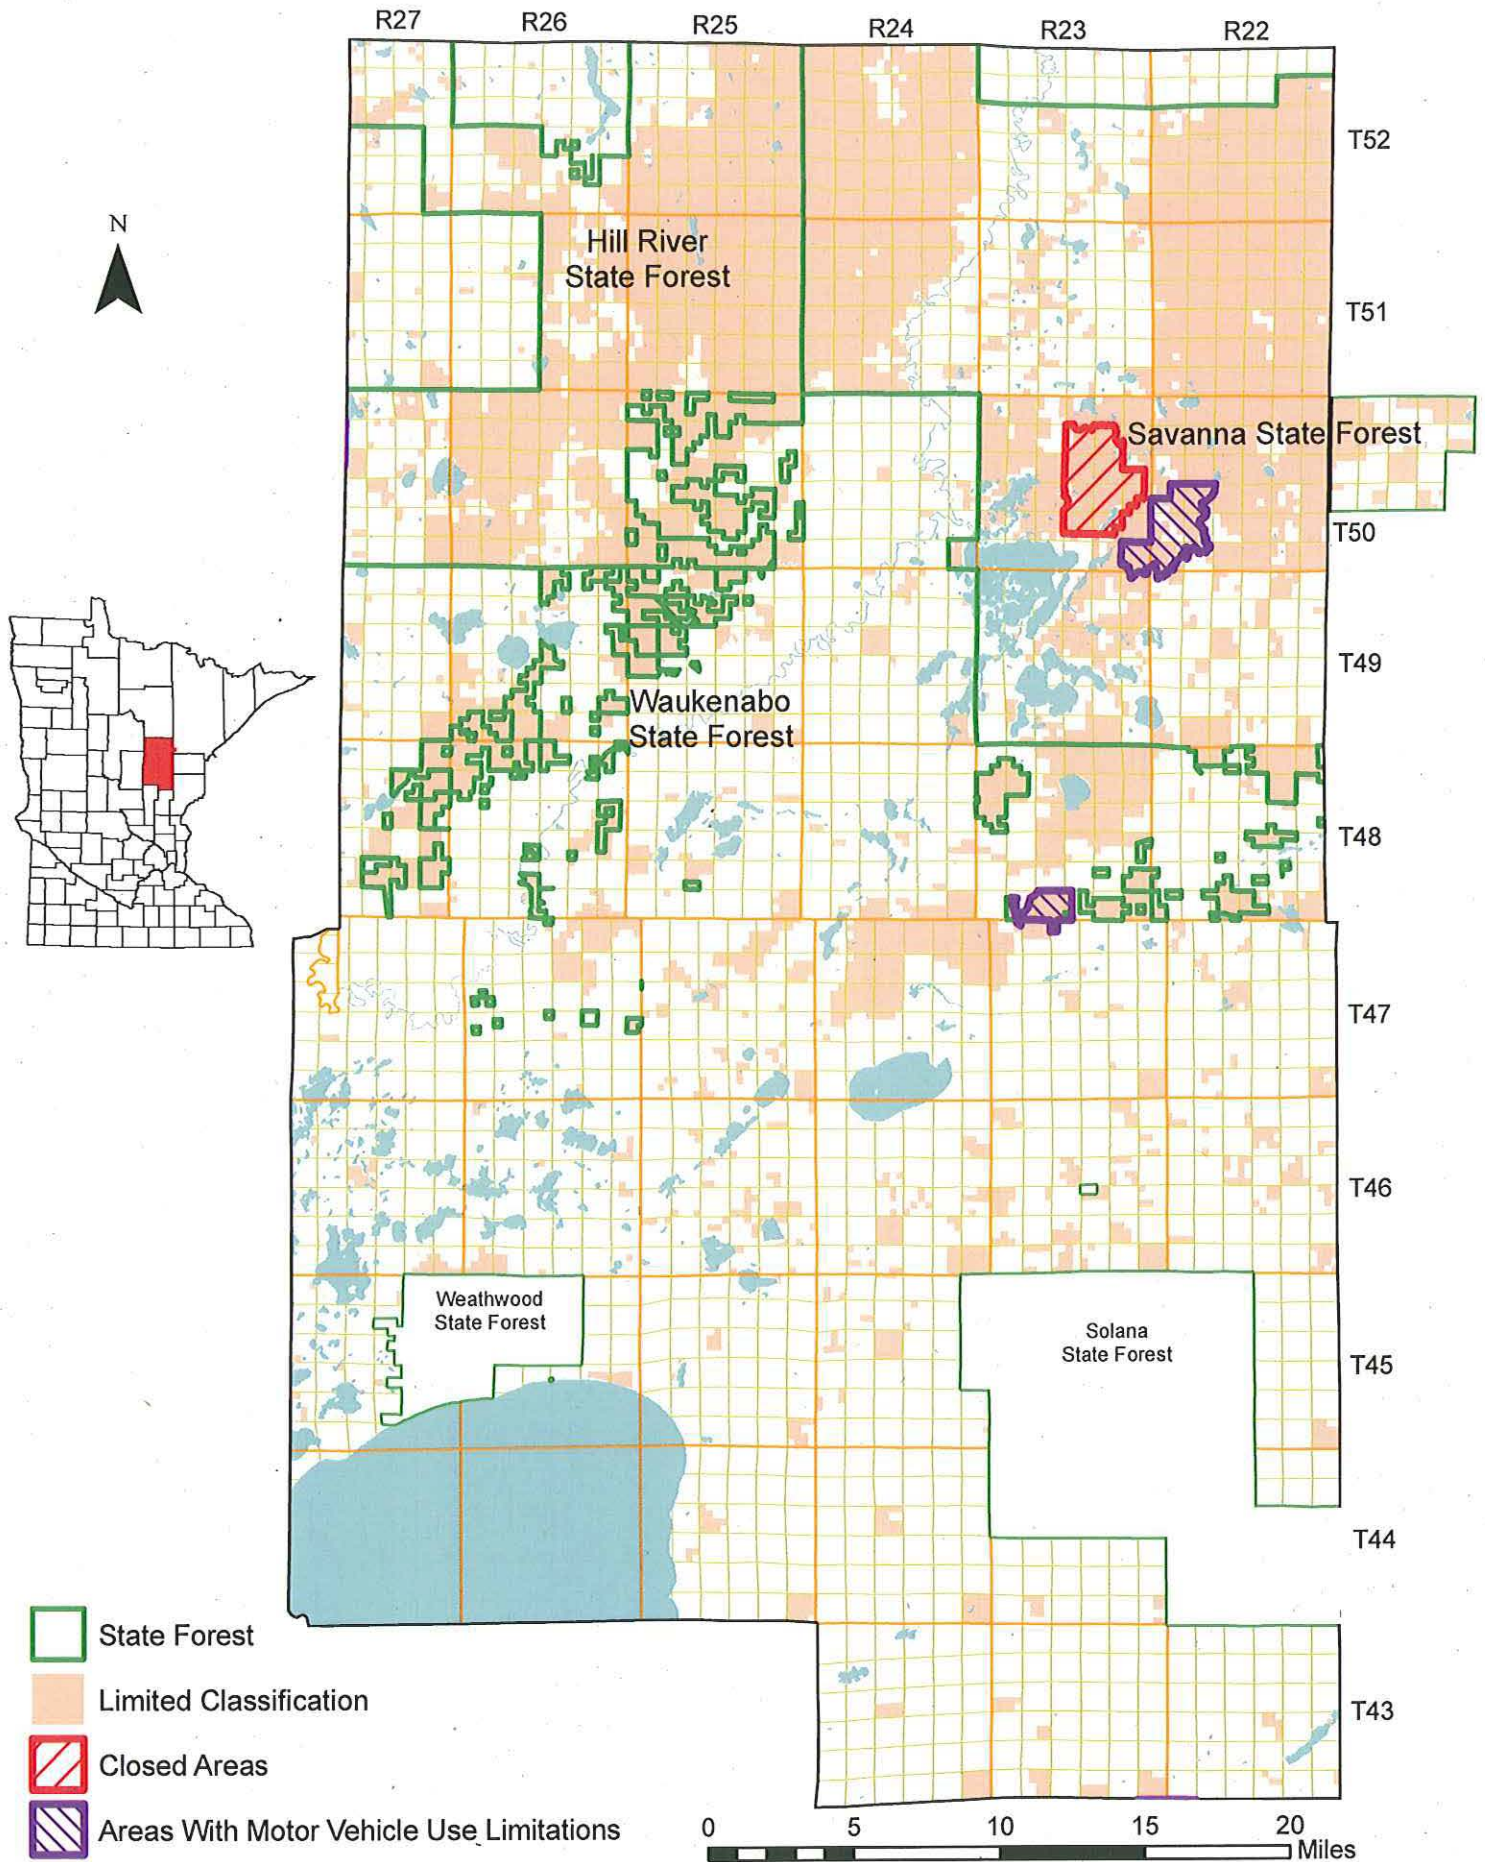 R27 R26 R25 R24 R23 R22
T52
N
Hill River
State Forest
T51
Savanna State Forest
T50
T49
Waukenabo
State Forest
T48
T47
T46
Weathwood
State Forest
Solana
State Forest
T45
T44
State Forest
Limited Classification
T43
Closed Areas
Areas With Motor Vehicle Use Limitations
0 5 10 15 20
Miles